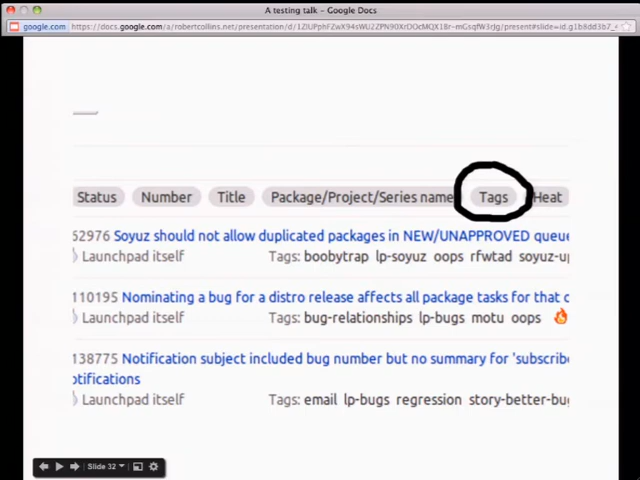 A testing talk – Google Docs
google.com
Status Number Title Package/Project/Series name Tags Heat
52976 Soyuz should not allow duplicated packages in NEW/UNAPPROVED queue
Launchpad itself Tags: boobytrap lp-soyuz oops rfwtad soyuz-up
110195 Nominating a bug for a distro release affects all package tasks for that
Launchpad itself Tags: bug-relationships lp-bugs motu oops
138775 Notification subject included bug number but no summary for 'subscribe
otifications
Launchpad itself Tags: email lp-bugs regression story-better-bug
Slide 32